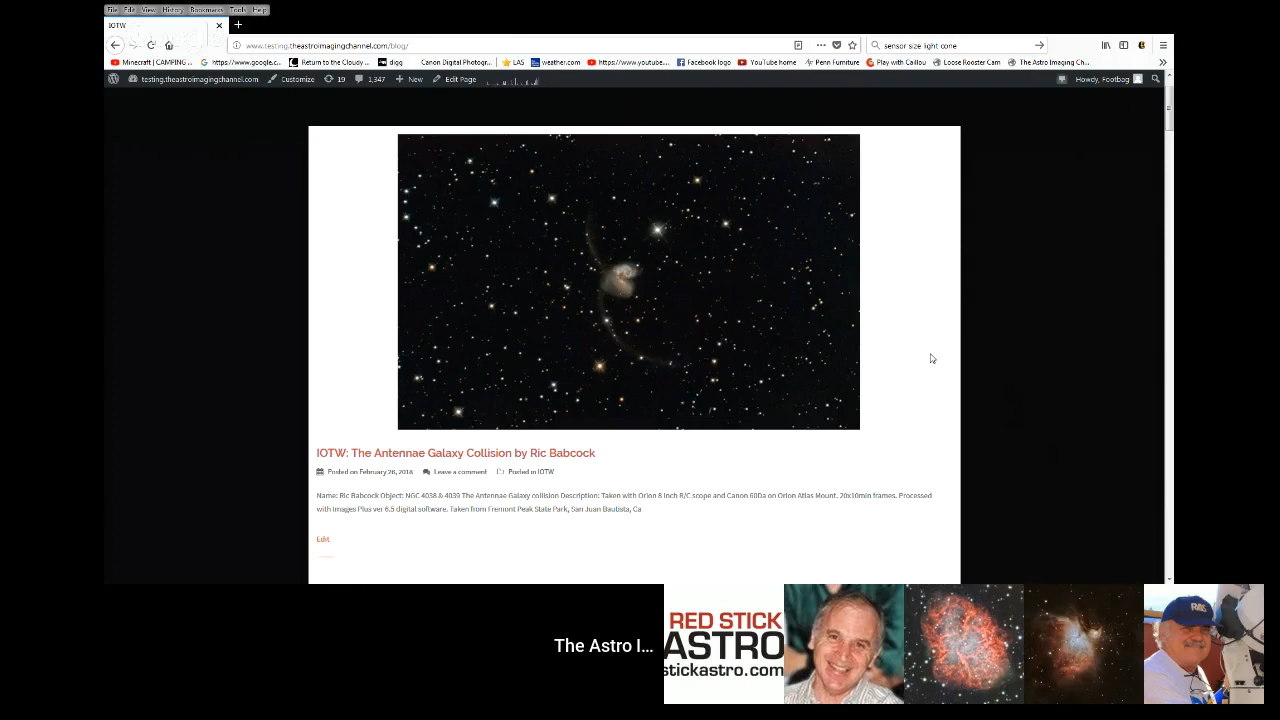 File Edit View History Bookmarks Tools Help
IOTW
www.testing.theastroimagingchannel.com/blog/
sensor size light cone
Minecraft | CAMPING ... https://www.google.c... Return to the Cloudy ... digg Canon Digital Photogr... LAS weather.com https://www.youtube.... Facebook logo YouTube home Penn Furniture Play with Caillou Loose Rooster Cam The Astro Imaging Ch...
testing.theastroimagingchannel.com Customize 19 1,347 New Edit Page Howdy, Footbag
IOTW: The Antennae Galaxy Collision by Ric Babcock
Posted on February 26, 2018 Leave a comment Posted in IOTW
Name: Ric Babcock Object: NGC 4038 & 4039 The Antennae Galaxy collision Description: Taken with Orion 8 inch R/C scope and Canon 60Da on Orion Atlas Mount. 20x10min frames. Processed
with Images Plus ver 6.5 digital software. Taken from Fremont Peak State Park, San Juan Bautista, Ca
Edit
The Astro I...
RED STICK
ASTRO
stickastro.com